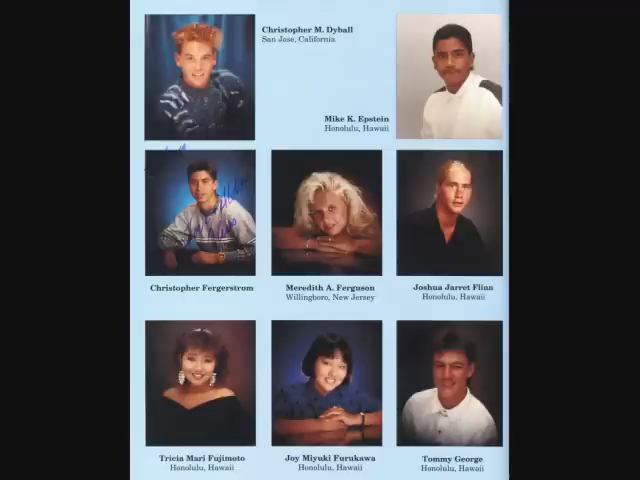 Christopher M. Dyball
San Jose, California
Mike K. Epstein
Honolulu, Hawaii
Christopher Fergerstrom
Meredith A. Ferguson
Willingboro, New Jersey
Joshua Jarret Flinn
Honolulu, Hawaii
Tricia Mari Fujimoto
Honolulu, Hawaii
Joy Miyuki Furukawa
Honolulu, Hawaii
Tommy George
Honolulu, Hawaii